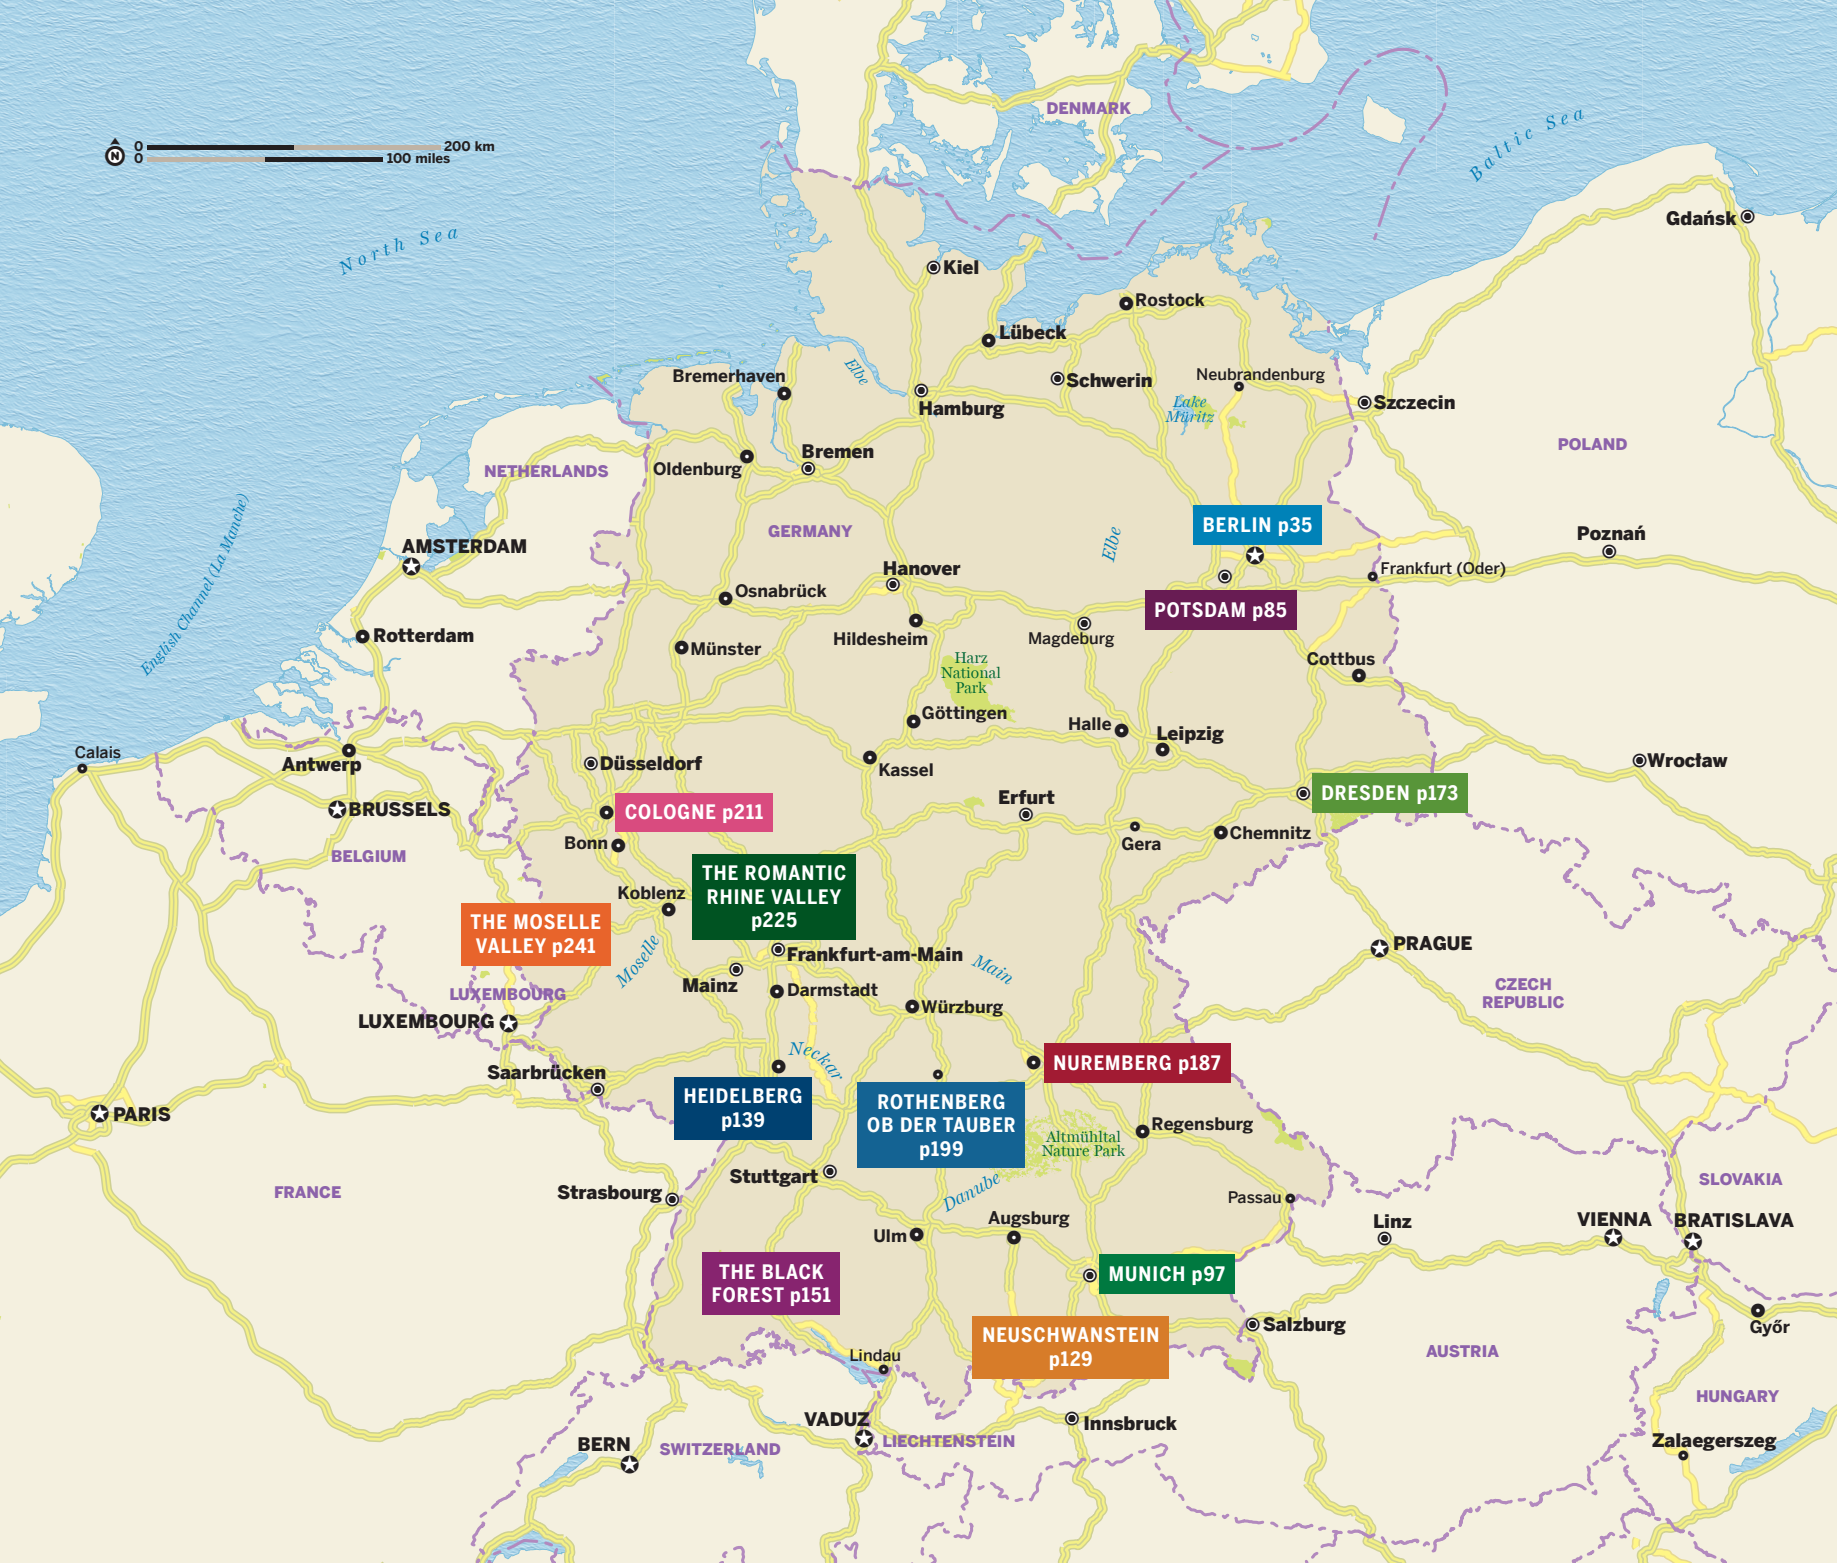 DENMARK
0 200 km
0 100 miles
N
Baltic Sea
North Sea
Gdańsk
Kiel
Rostock
Lübeck
Elbe
Bremerhaven
Schwerin
Neubrandenburg
Hamburg
Lake
Müritz
Szczecin
POLAND
Bremen
Oldenburg
NETHERLANDS
GERMANY
BERLIN p35
Elbe
Poznań
AMSTERDAM
English Channel (La Manche)
Hanover
Frankfurt (Oder)
Osnabrück
POTSDAM p85
Rotterdam
Hildesheim
Magdeburg
Münster
Harz
National
Park
Cottbus
Göttingen
Halle
Leipzig
Calais
Antwerp
Düsseldorf
Kassel
Wrocław
DRESDEN p173
Erfurt
BRUSSELS
COLOGNE p211
Chemnitz
Gera
Bonn
BELGIUM
THE ROMANTIC
RHINE VALLEY
p225
Koblenz
THE MOSELLE
VALLEY p241
PRAGUE
Moselle
Frankfurt-am-Main
Main
Mainz
Darmstadt
CZECH
REPUBLIC
LUXEMBOURG
Würzburg
LUXEMBOURG
Neckar
NUREMBERG p187
Saarbrücken
HEIDELBERG
p139
ROTHENBERG
OB DER TAUBER
p199
PARIS
Regensburg
Altmühltal
Nature Park
Stuttgart
FRANCE
Strasbourg
Danube
Passau
SLOVAKIA
Augsburg
Ulm
Linz
VIENNA
BRATISLAVA
THE BLACK
FOREST p151
MUNICH p97
Salzburg
Győr
NEUSCHWANSTEIN
p129
Lindau
AUSTRIA
HUNGARY
VADUZ
Innsbruck
LIECHTENSTEIN
BERN
SWITZERLAND
Zalaegerszeg